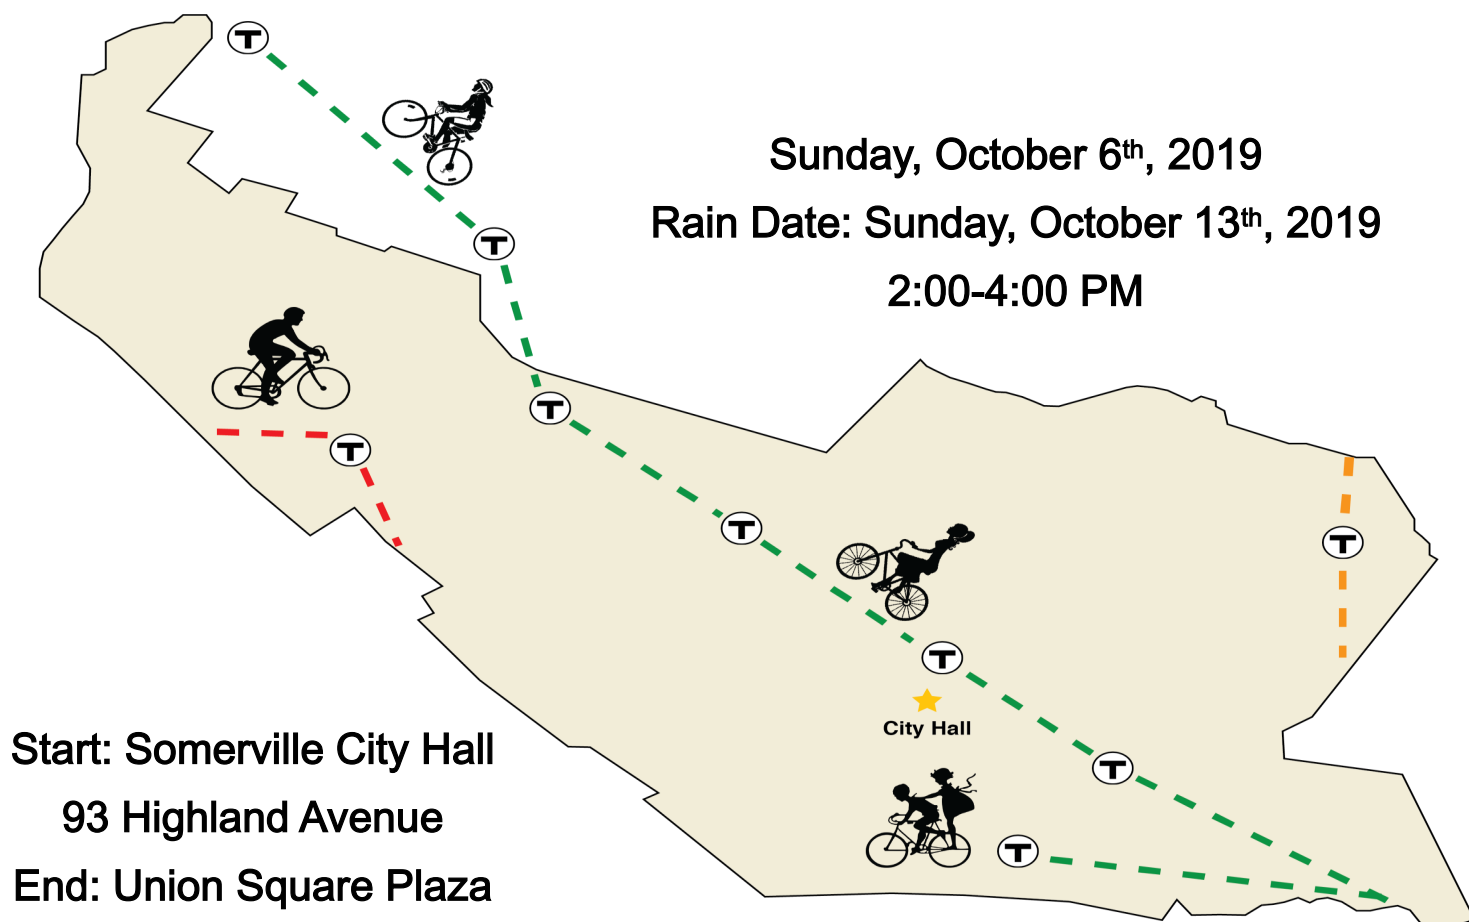 T
Sunday, October 6th, 2019
T
Rain Date: Sunday, October 13th, 2019
2:00-4:00 PM
T
T
T
T
T
City Hall
Start: Somerville City Hall
T
93 Highland Avenue
T
End: Union Square Plaza